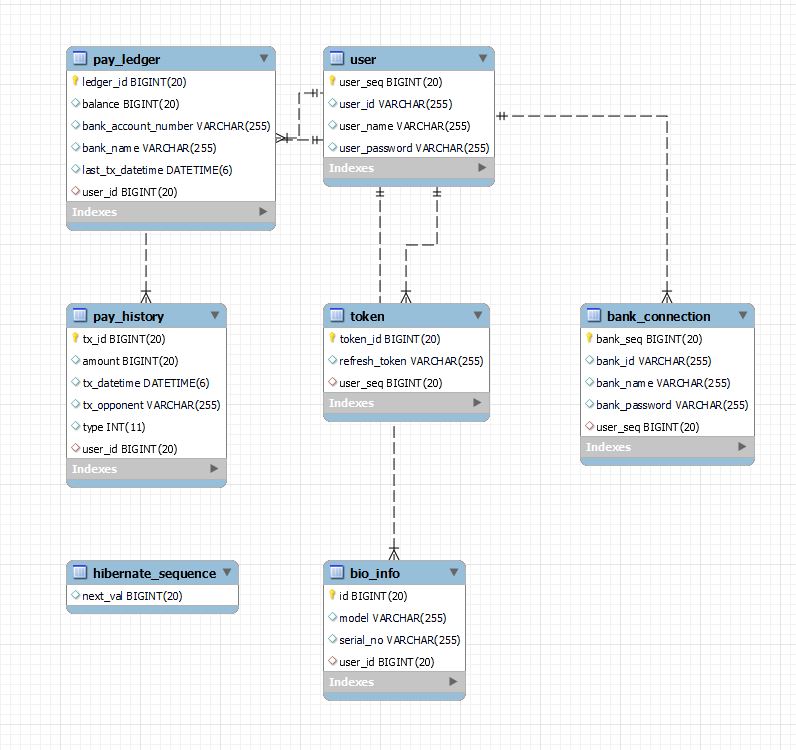 pay_ledger
ledger_id BIGINT(20)
balance BIGINT(20)
bank_account_number VARCHAR(255)
bank_name VARCHAR(255)
last_tx_datetime DATETIME(6)
user_id BIGINT(20)
Indexes
user
user_seq BIGINT(20)
user_id VARCHAR(255)
user_name VARCHAR(255)
user_password VARCHAR(255)
Indexes
pay_history
tx_id BIGINT(20)
amount BIGINT(20)
tx_datetime DATETIME(6)
tx_opponent VARCHAR(255)
type INT(11)
user_id BIGINT(20)
Indexes
token
token_id BIGINT(20)
refresh_token VARCHAR(255)
user_seq BIGINT(20)
Indexes
bank_connection
bank_seq BIGINT(20)
bank_id VARCHAR(255)
bank_name VARCHAR(255)
bank_password VARCHAR(255)
user_seq BIGINT(20)
Indexes
hibernate_sequence
next_val BIGINT(20)
bio_info
id BIGINT(20)
model VARCHAR(255)
serial_no VARCHAR(255)
user_id BIGINT(20)
Indexes